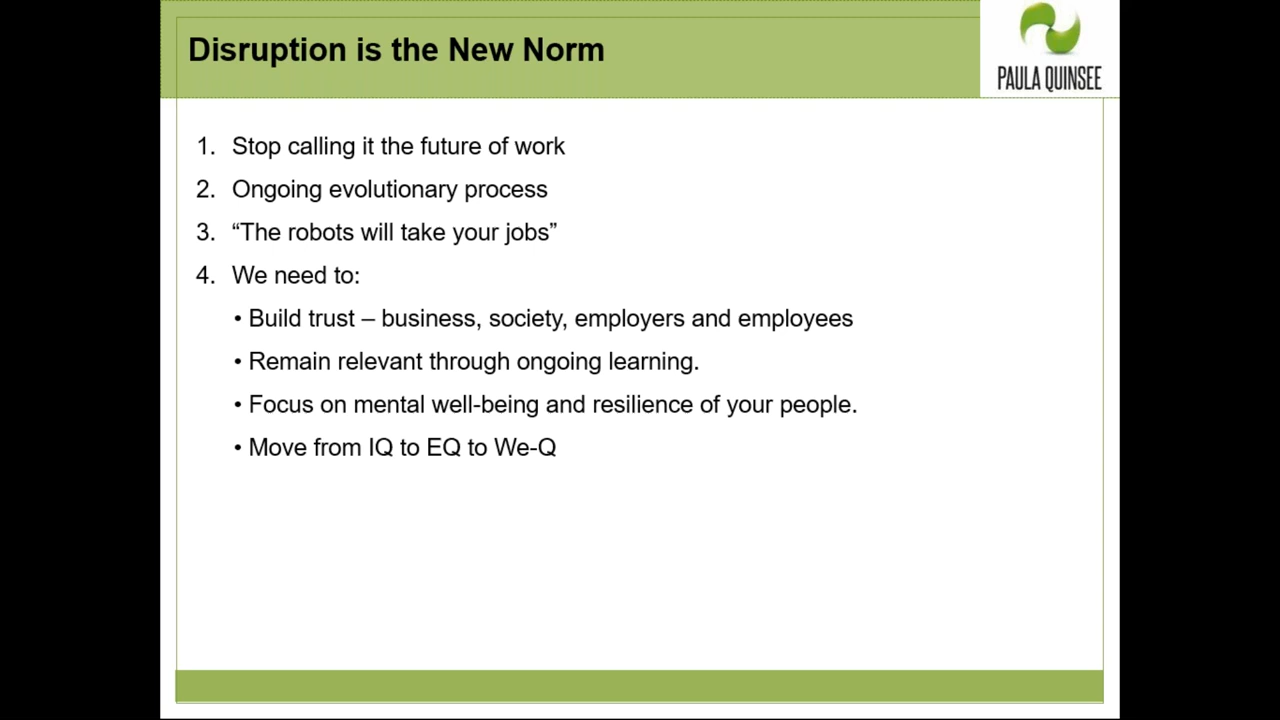 Disruption is the New Norm
PAULA QUINSEE
1. Stop calling it the future of work
2. Ongoing evolutionary process
3. “The robots will take your jobs”
4. We need to:
• Build trust – business, society, employers and employees
• Remain relevant through ongoing learning.
• Focus on mental well-being and resilience of your people.
• Move from IQ to EQ to We-Q